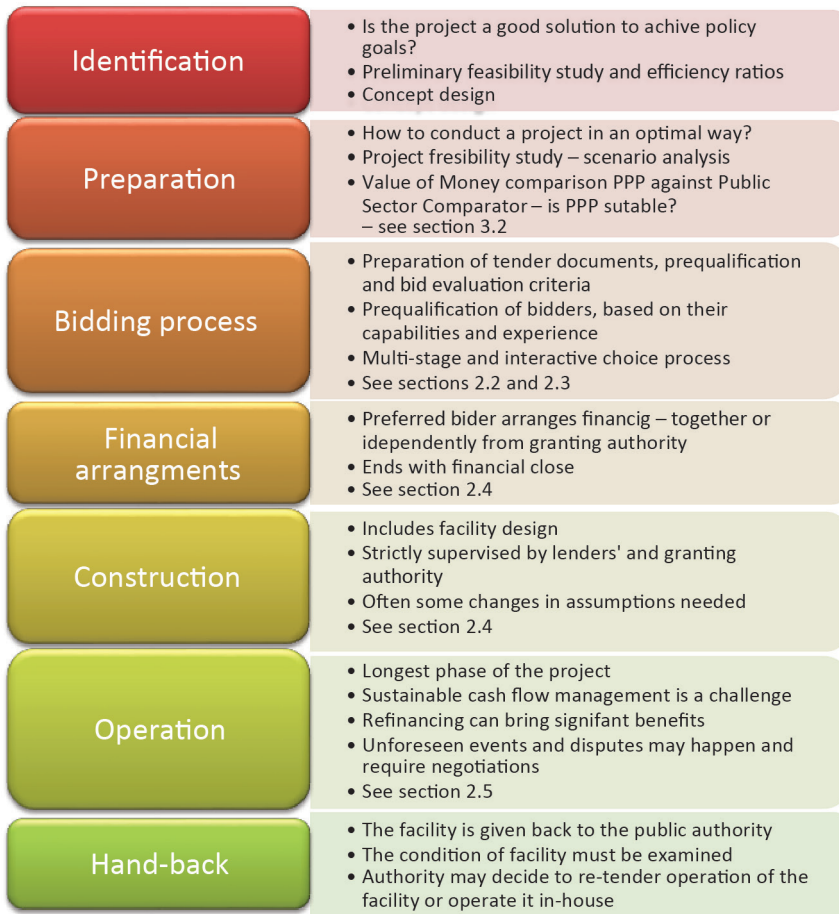 Identification
• Is the project a good solution to achive policy
goals?
• Preliminary feasibility study and efficiency ratios
• Concept design
Preparation
• How to conduct a project in an optimal way?
• Project fresibility study – scenario analysis
• Value of Money comparison PPP against Public
Sector Comparator – is PPP sutable?
– see section 3.2
Bidding process
• Preparation of tender documents, prequalification
and bid evaluation criteria
• Prequalification of bidders, based on their
capabilities and experience
• Multi-stage and interactive choice process
• See sections 2.2 and 2.3
Financial
arrangments
• Preferred bider arranges financig – together or
idependently from granting authority
• Ends with financial close
• See section 2.4
Construction
• Includes facility design
• Strictly supervised by lenders' and granting
authority
• Often some changes in assumptions needed
• See section 2.4
Operation
• Longest phase of the project
• Sustainable cash flow management is a challenge
• Refinancing can bring signifant benefits
• Unforeseen events and disputes may happen and
require negotiations
• See section 2.5
Hand-back
• The facility is given back to the public authority
• The condition of facility must be examined
• Authority may decide to re-tender operation of the
facility or operate it in-house